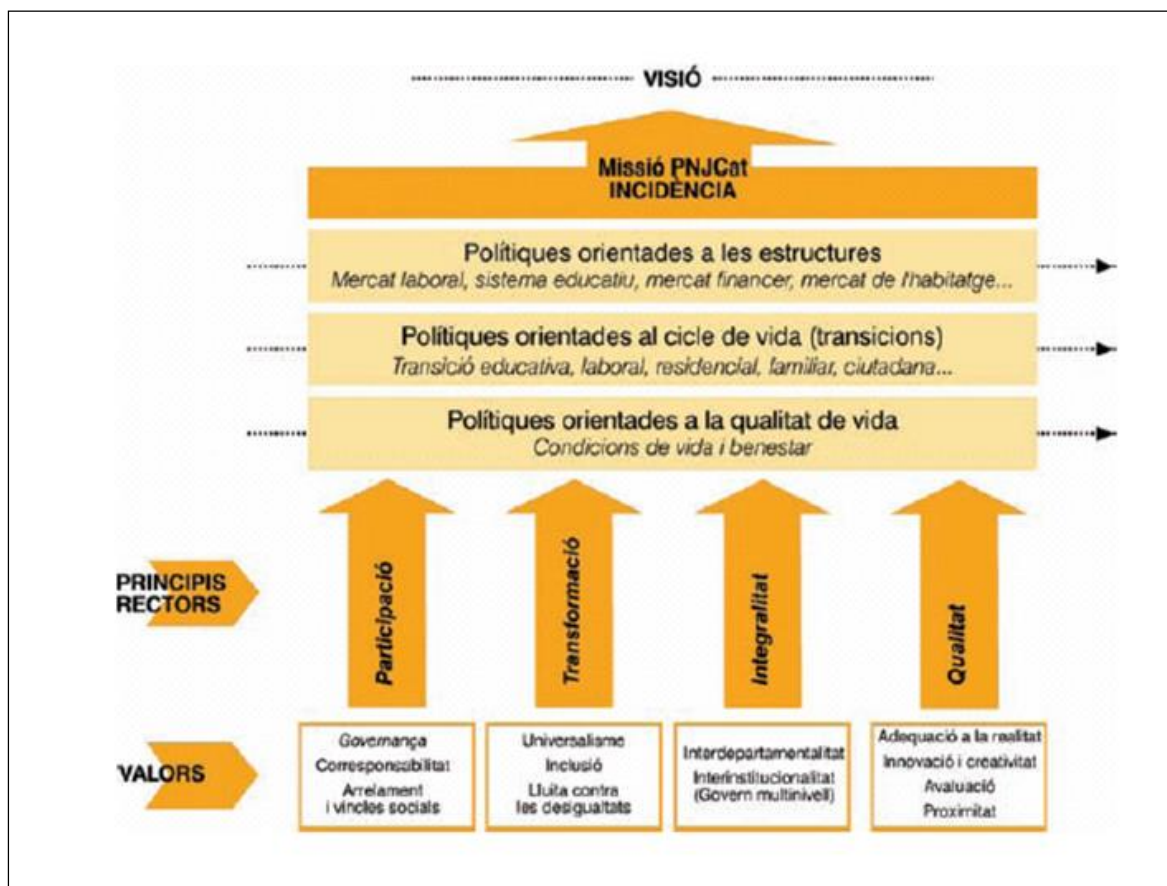 VISIÓ
Missió PNJCat
INCIDÈNCIA
Polítiques orientades a les estructures
Mercat laboral, sistema educatiu, mercat financer, mercat de l'habitatge...
Polítiques orientades al cicle de vida (transicions)
Transició educativa, laboral, residencial, familiar, ciutadana...
Polítiques orientades a la qualitat de vida
Condicions de vida i benestar
PRINCIPIS
RECTORS
Participació
Transformació
Integralitat
Qualitat
VALORS
Governança
Corresponsabilitat
Arrelament
i vincles socials
Universalisme
Inclusió
Lluita contra
les desigualtats
Interdepartamentalitat
Interinstitucionalitat
(Govern multinivell)
Adequació a la realitat
Innovació i creativitat
Avaluació
Proximitat